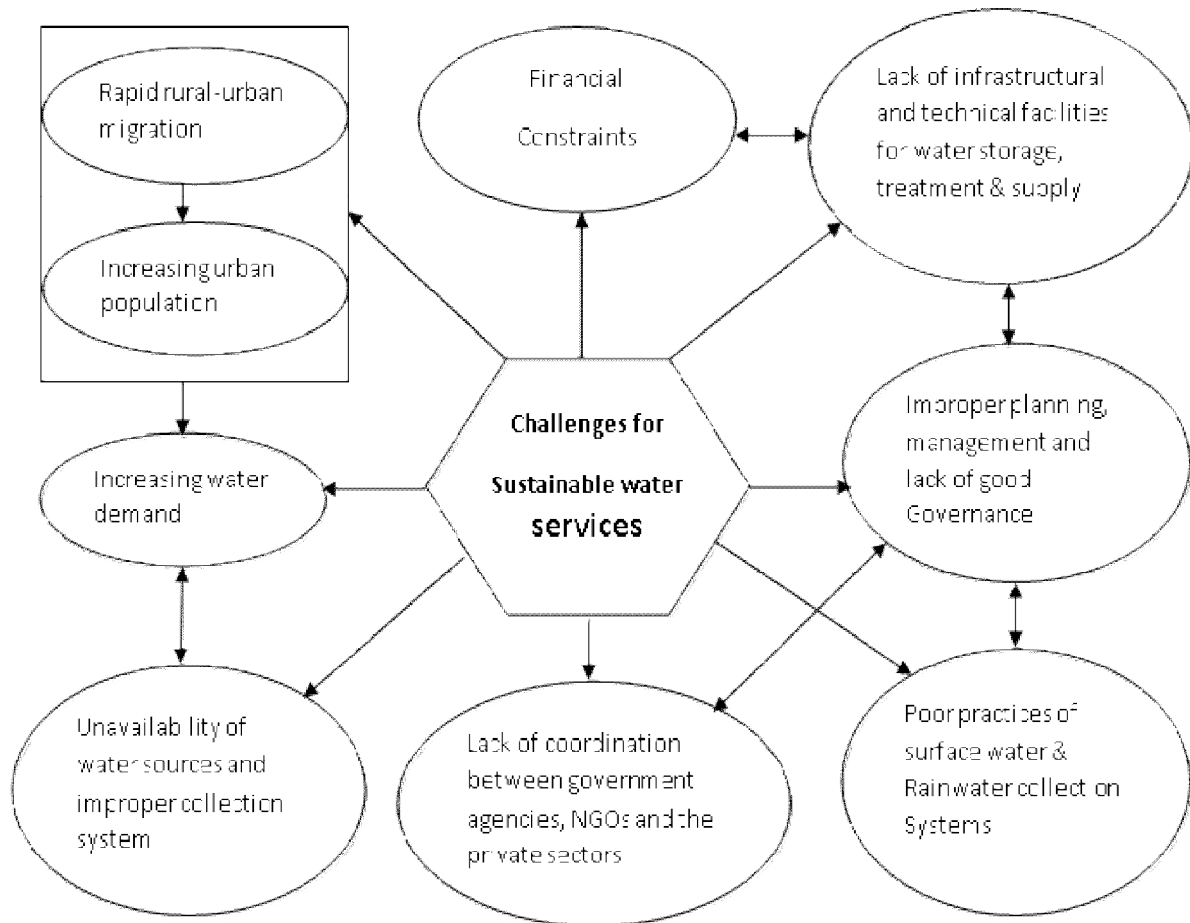 Rapid rural-urban
migration
Increasing urban
population
Increasing water
demand
Unavailability of
water sources and
improper collection
system
Financial
Constraints
Challenges for
Sustainable water
services
Lack of coordination
between government
agencies, NGOs and the
private sectors
Lack of infrastructural
and technical facilities
for water storage,
treatment & supply
Improper planning,
management and
lack of good
Governance
Poor practices of
surface water &
Rainwater collection
Systems